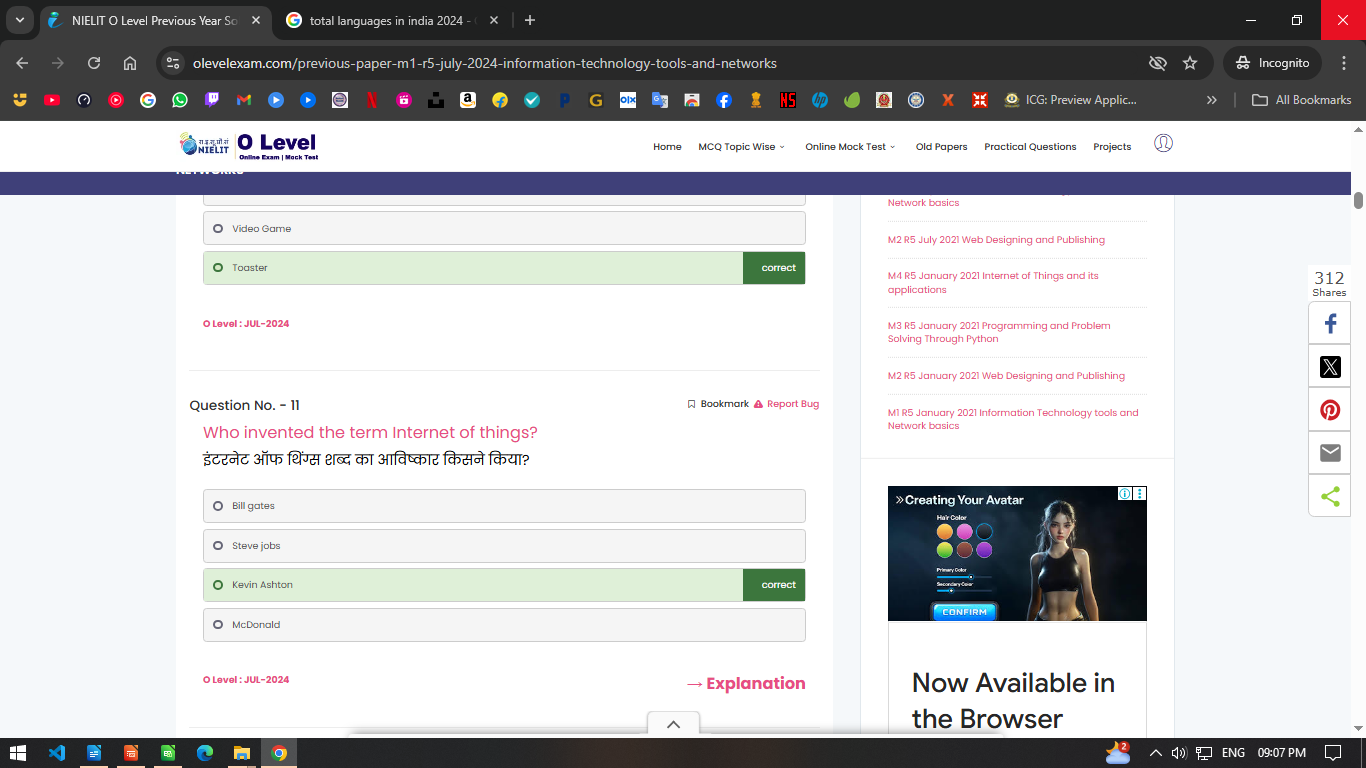 NIELIT O Level Previous Year So
total languages in india 2024 -
olevelexam.com/previous-paper-m1-r5-july-2024-information-technology-tools-and-networks
Incognito
ICG: Preview Applic...
All Bookmarks
रा.इ.सू.प्रौ.सं
NIELIT
O Level
Online Exam | Mock Test
Home
MCQ Topic Wise
Online Mock Test
Old Papers
Practical Questions
Projects
NETWORKS
Video Game
Toaster
correct
O Level : JUL-2024
Question No. - 11
Bookmark
Report Bug
Who invented the term Internet of things?
इंटरनेट ऑफ थिंग्स शब्द का आविष्कार किसने किया?
Bill gates
Steve jobs
Kevin Ashton
correct
McDonald
O Level : JUL-2024
→ Explanation
Network basics
M2 R5 July 2021 Web Designing and Publishing
M4 R5 January 2021 Internet of Things and its
applications
M3 R5 January 2021 Programming and Problem
Solving Through Python
M2 R5 January 2021 Web Designing and Publishing
M1 R5 January 2021 Information Technology tools and
Network basics
Creating Your Avatar
Hair Color
Primary Color
Secondary Color
CONFIRM
Now Available in
the Browser
312
Shares
2
ENG
09:07 PM